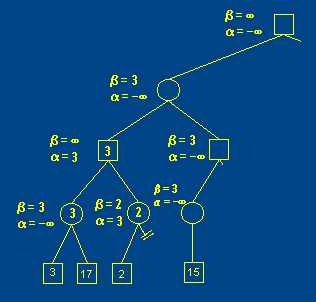 β = ∞
α = -∞
β = 3
α = -∞
β = ∞
α = 3
3
β = 3
α = -∞
β = 3
α = -∞
3
β = 2
α = 3
2
β = 3
α = -∞
3
17
2
15